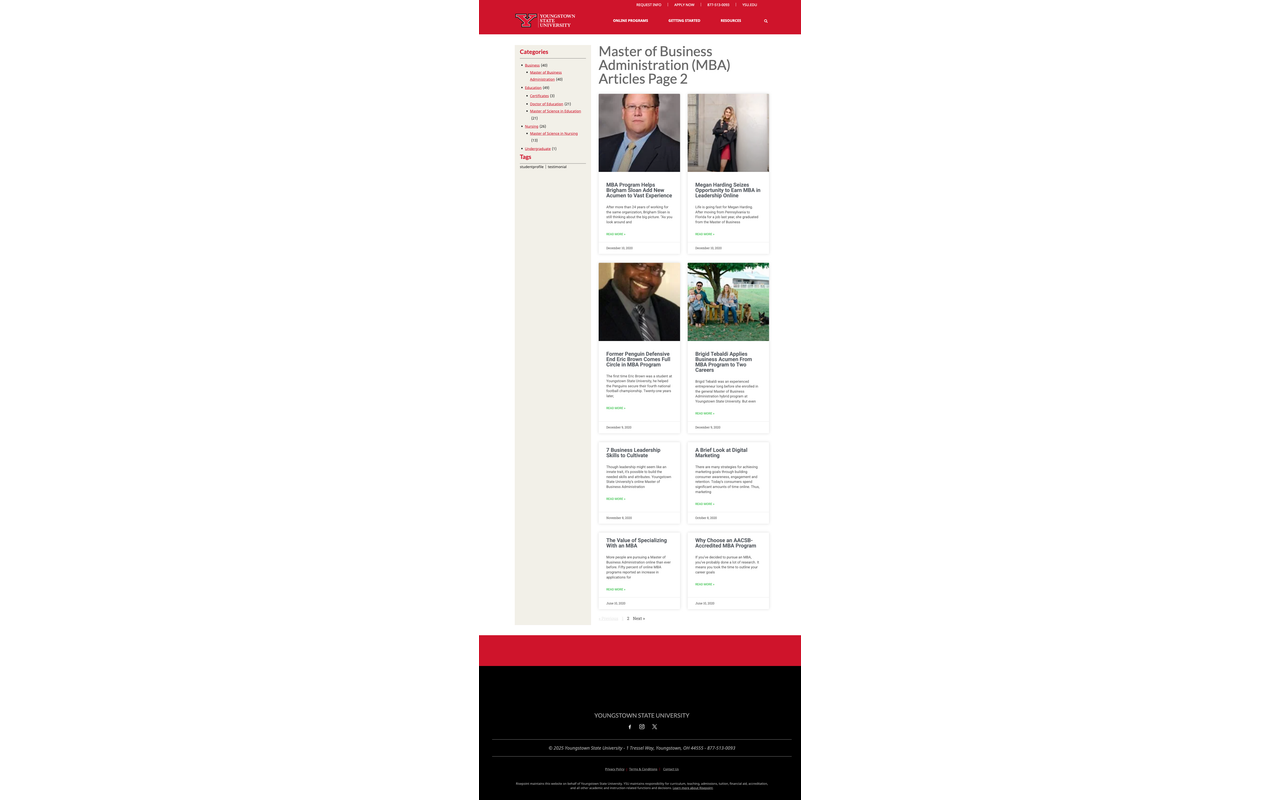 REQUEST INFO | APPLY NOW | 877-513-0093 | YSU.EDU
YOUNGSTOWN
STATE
UNIVERSITY
ONLINE PROGRAMS GETTING STARTED RESOURCES
Categories
Business (40)
Master of Business
Administration (40)
Education (49)
Certificates (3)
Doctor of Education (21)
Master of Science in Education
(21)
Nursing (26)
Master of Science in Nursing
(13)
Undergraduate (1)
Tags
studentprofile | testimonial
Master of Business
Administration (MBA)
Articles Page 2
MBA Program Helps
Brigham Sloan Add New
Acumen to Vast Experience
After more than 24 years of working for
the same organization, Brigham Sloan is
still thinking about the big picture. "As you
look around and
READ MORE »
December 10, 2020
Megan Harding Seizes
Opportunity to Earn MBA in
Leadership Online
Life is going fast for Megan Harding.
After moving from Pennsylvania to
Florida for a job last year, she graduated
from the Master of Business
READ MORE »
December 10, 2020
Former Penguin Defensive
End Eric Brown Comes Full
Circle in MBA Program
The first time Eric Brown was a student at
Youngstown State University, he helped
the Penguins secure their fourth national
football championship. Twenty-one years
later,
READ MORE »
December 9, 2020
Brigid Tebaldi Applies
Business Acumen From
MBA Program to Two
Careers
Brigid Tebaldi was an experienced
entrepreneur long before she enrolled in
the general Master of Business
Administration hybrid program at
Youngstown State University. But even
READ MORE »
December 9, 2020
7 Business Leadership
Skills to Cultivate
Though leadership might seem like an
innate trait, it's possible to build the
needed skills and attributes. Youngstown
State University's online Master of
Business Administration
READ MORE »
November 9, 2020
A Brief Look at Digital
Marketing
There are many strategies for achieving
marketing goals through building
consumer awareness, engagement and
retention. Today's consumers spend
significant amounts of time online. Thus,
marketing
READ MORE »
October 8, 2020
The Value of Specializing
With an MBA
More people are pursuing a Master of
Business Administration online than ever
before. Fifty percent of online MBA
programs reported an increase in
applications for
READ MORE »
June 10, 2020
Why Choose an AACSB-
Accredited MBA Program
If you've decided to pursue an MBA,
you've probably done a lot of research. It
means you took the time to outline your
career goals
READ MORE »
June 10, 2020
« Previous 1 2 Next »
YOUNGSTOWN STATE UNIVERSITY
© 2025 Youngstown State University - 1 Tressel Way, Youngstown, OH 44555 - 877-513-0093
Privacy Policy | Terms & Conditions | Contact Us
Risepoint maintains this website on behalf of Youngstown State University. YSU maintains responsibility for curriculum, teaching, admissions, tuition, financial aid, accreditation,
and all other academic and instruction related functions and decisions. Learn more about Risepoint.